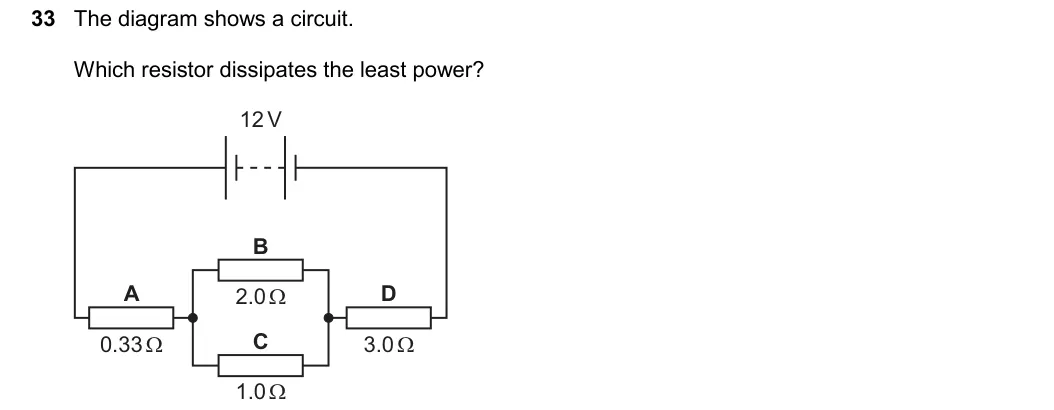 33 The diagram shows a circuit.
Which resistor dissipates the least power?
12 V
B
2.0 Ω
A
0.33 Ω
D
3.0 Ω
C
1.0 Ω